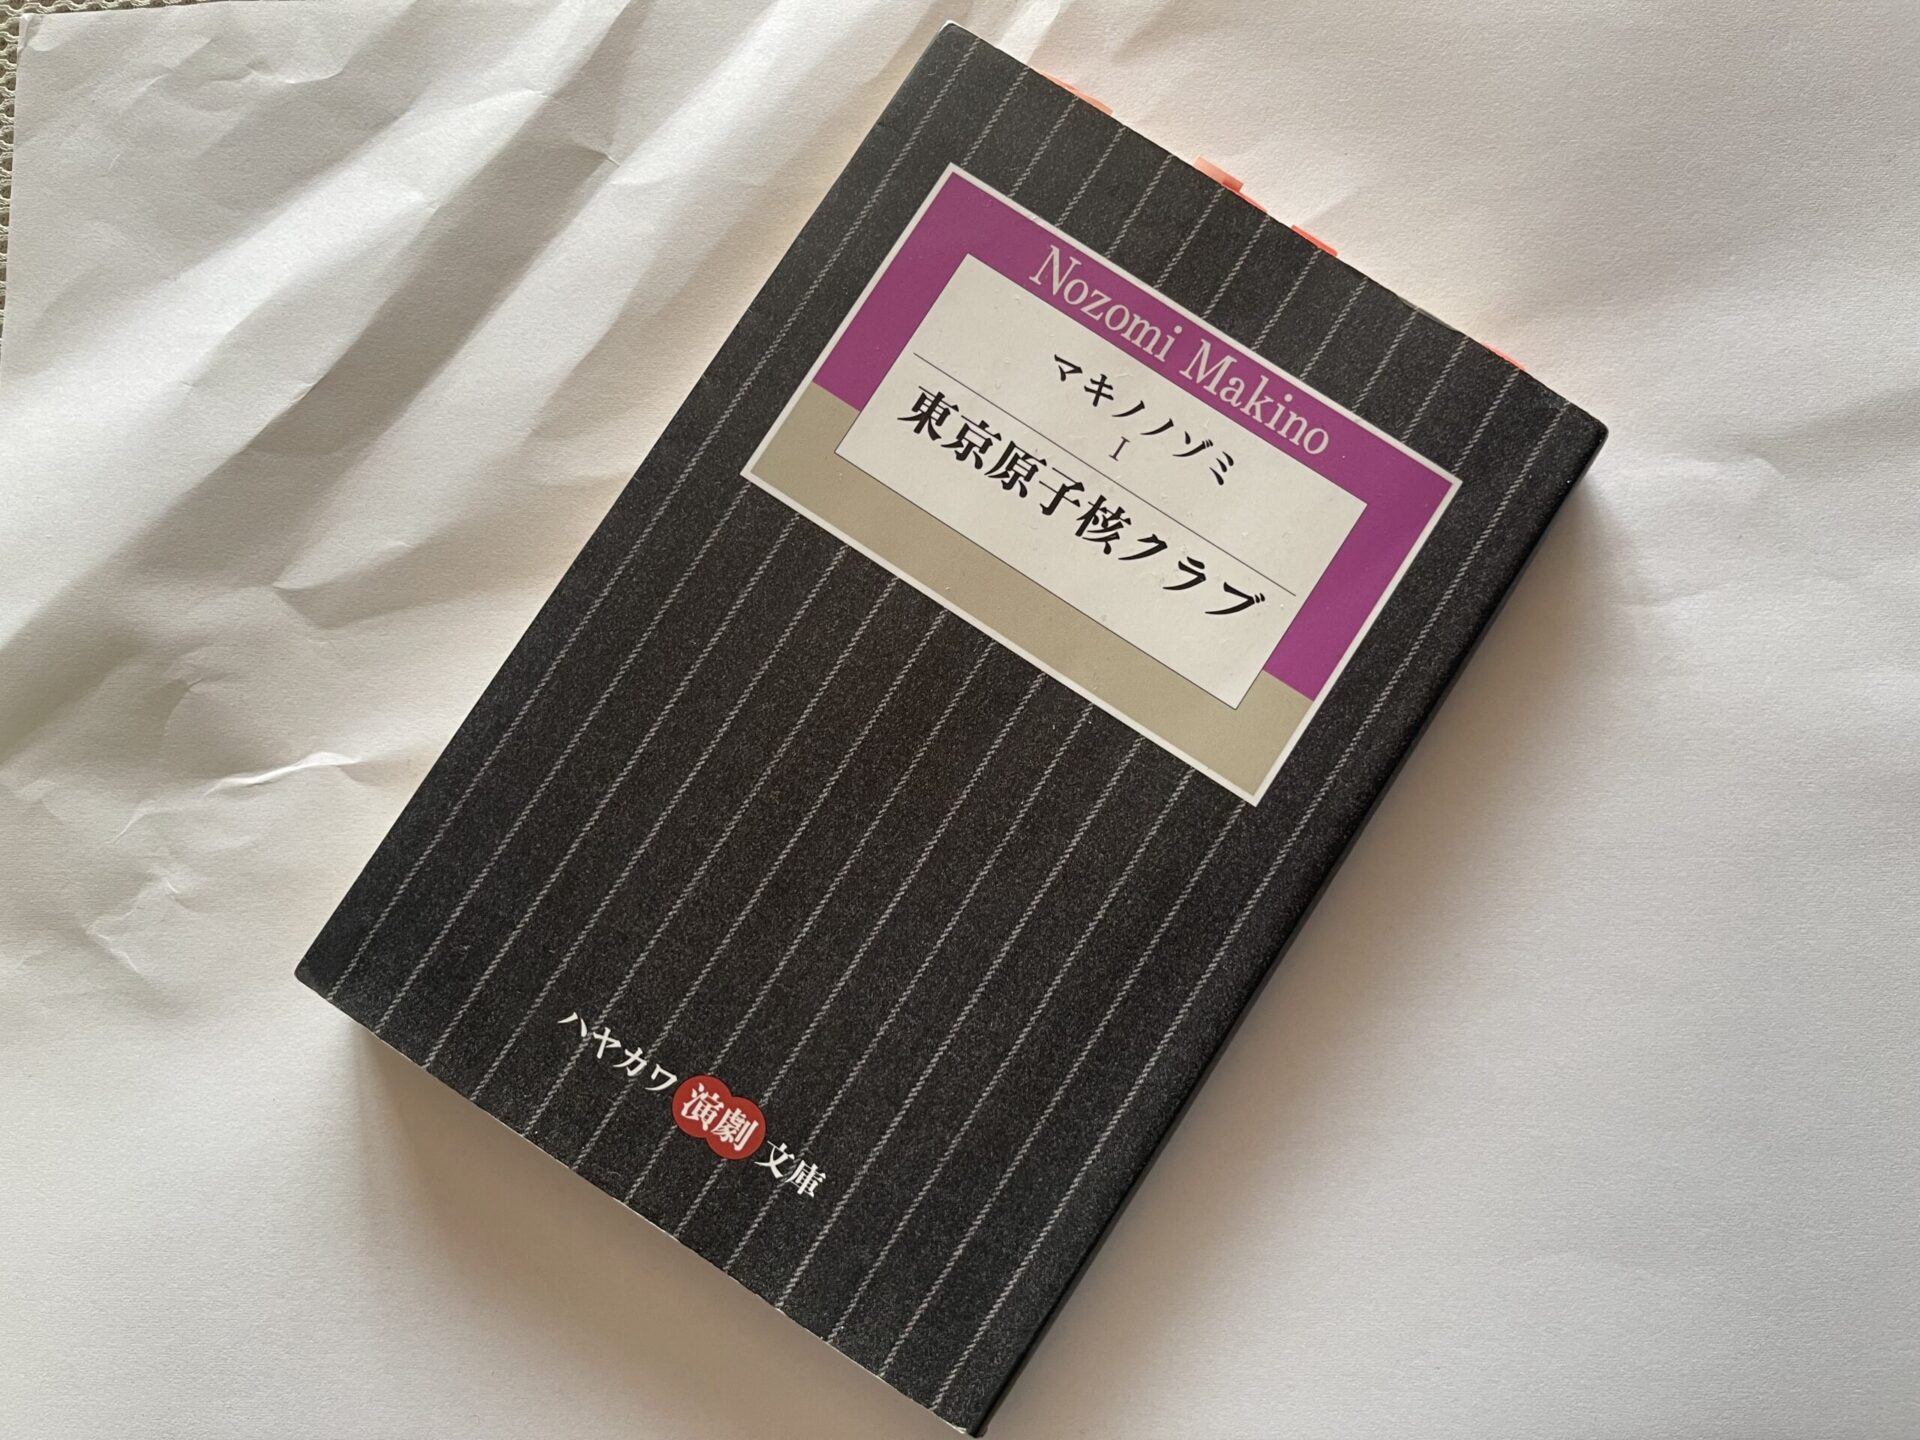 Nozomi Makino
マキノノゾミ
I
東京原子核クラブ
ハヤカワ演劇文庫